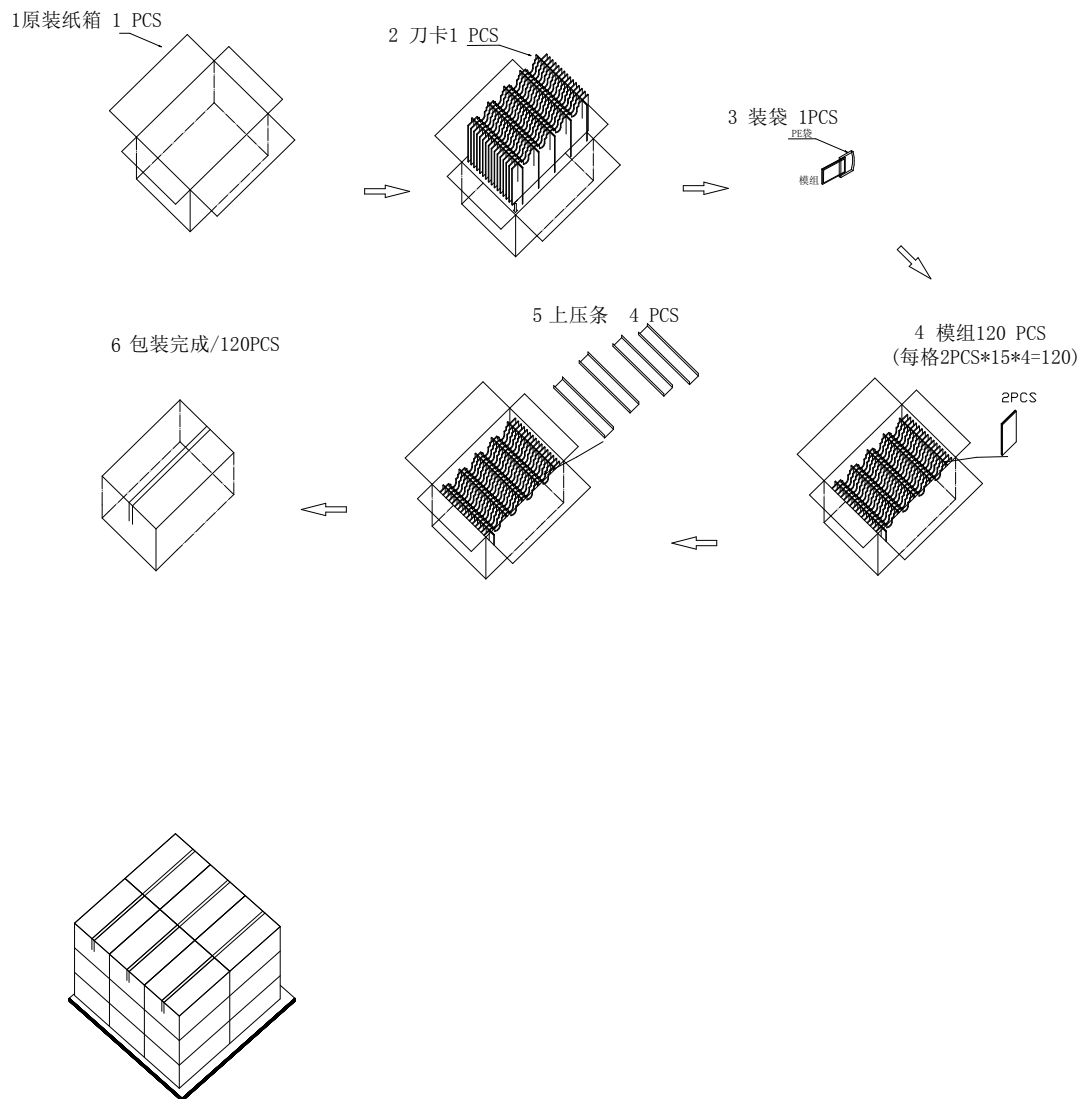 1原装纸箱 1 PCS
2 刀卡1 PCS
3 装袋 1PCS
PE袋
模组
4 模组120 PCS
(每格2PCS*15*4=120)
2PCS
5 上压条 4 PCS
6 包装完成/120PCS